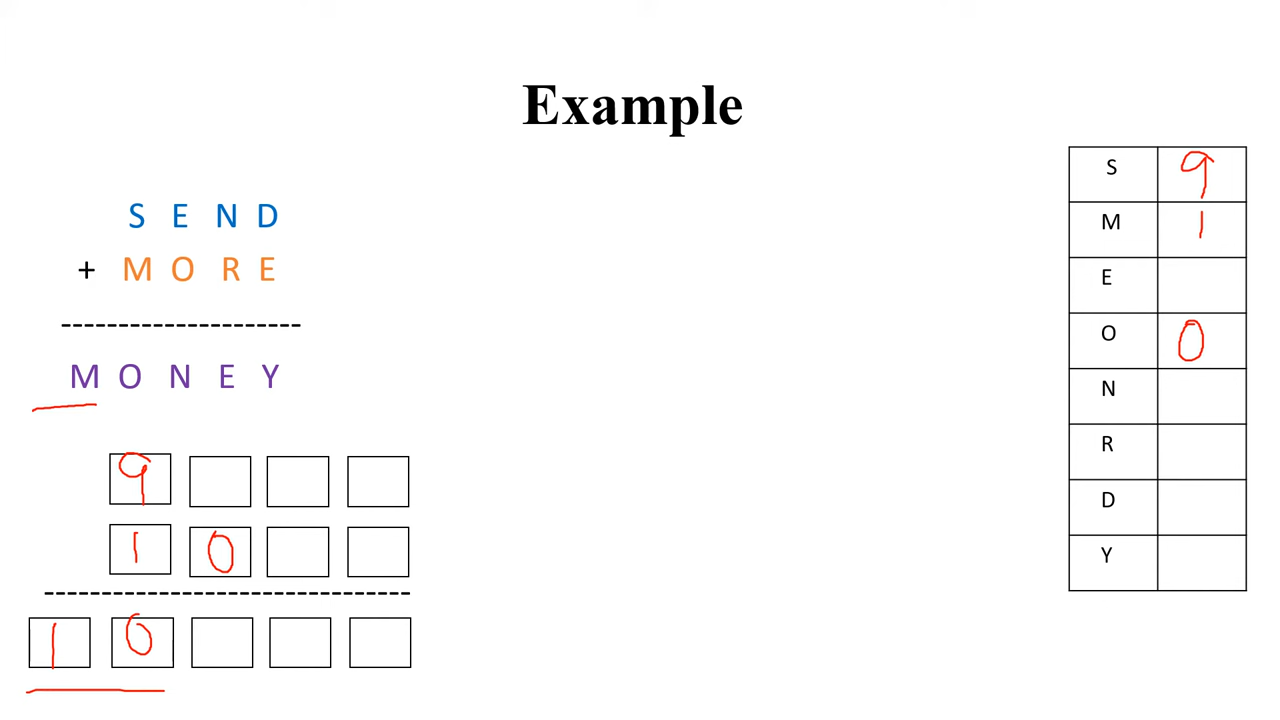 Example
S E N D
+ M O R E
---------------------
M O N E Y
9
1 0
--------------------------------
1 0
S 9
M 1
E
O 0
N
R
D
Y